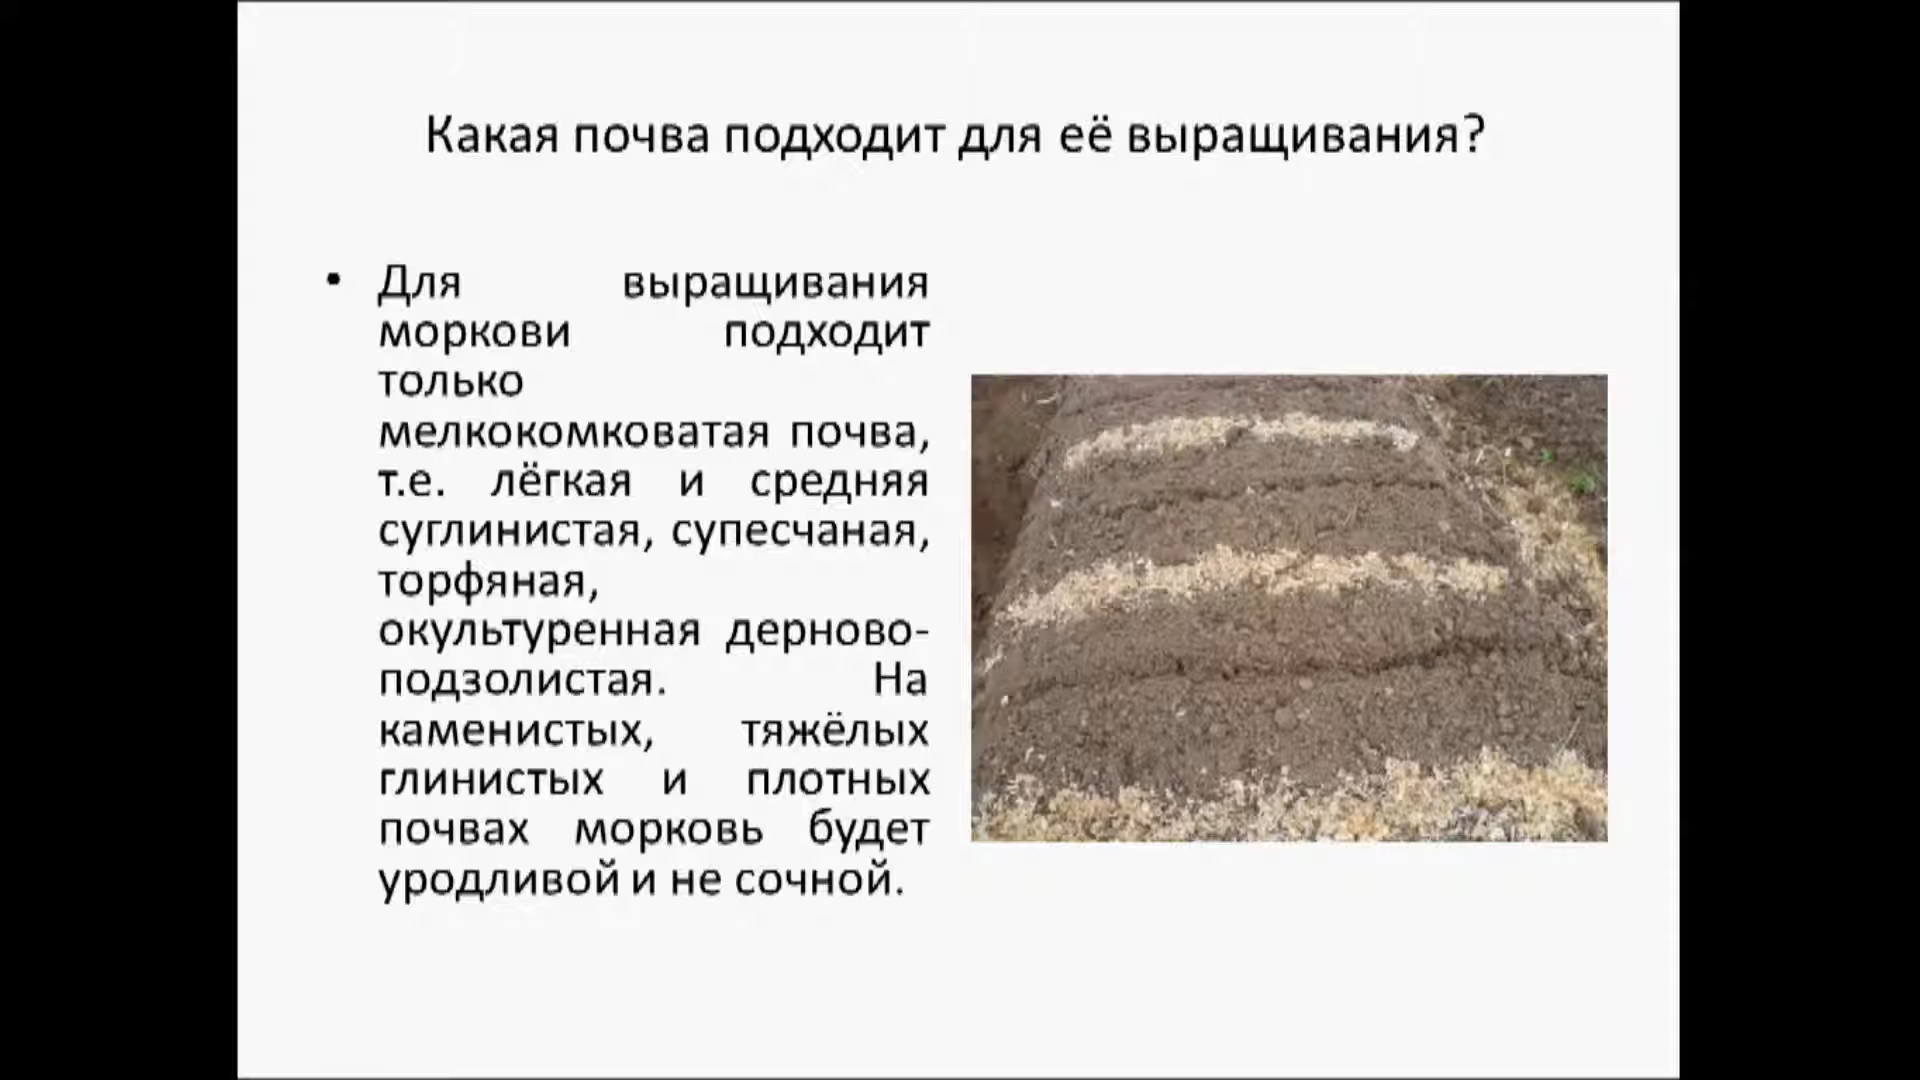 Какая почва подходит для её выращивания?
• Для выращивания
моркови подходит
только
мелкокомковатая почва,
т.е. лёгкая и средняя
суглинистая, супесчаная,
торфяная,
окультуренная дерново-
подзолистая. На
каменистых, тяжёлых
глинистых и плотных
почвах морковь будет
уродливой и не сочной.